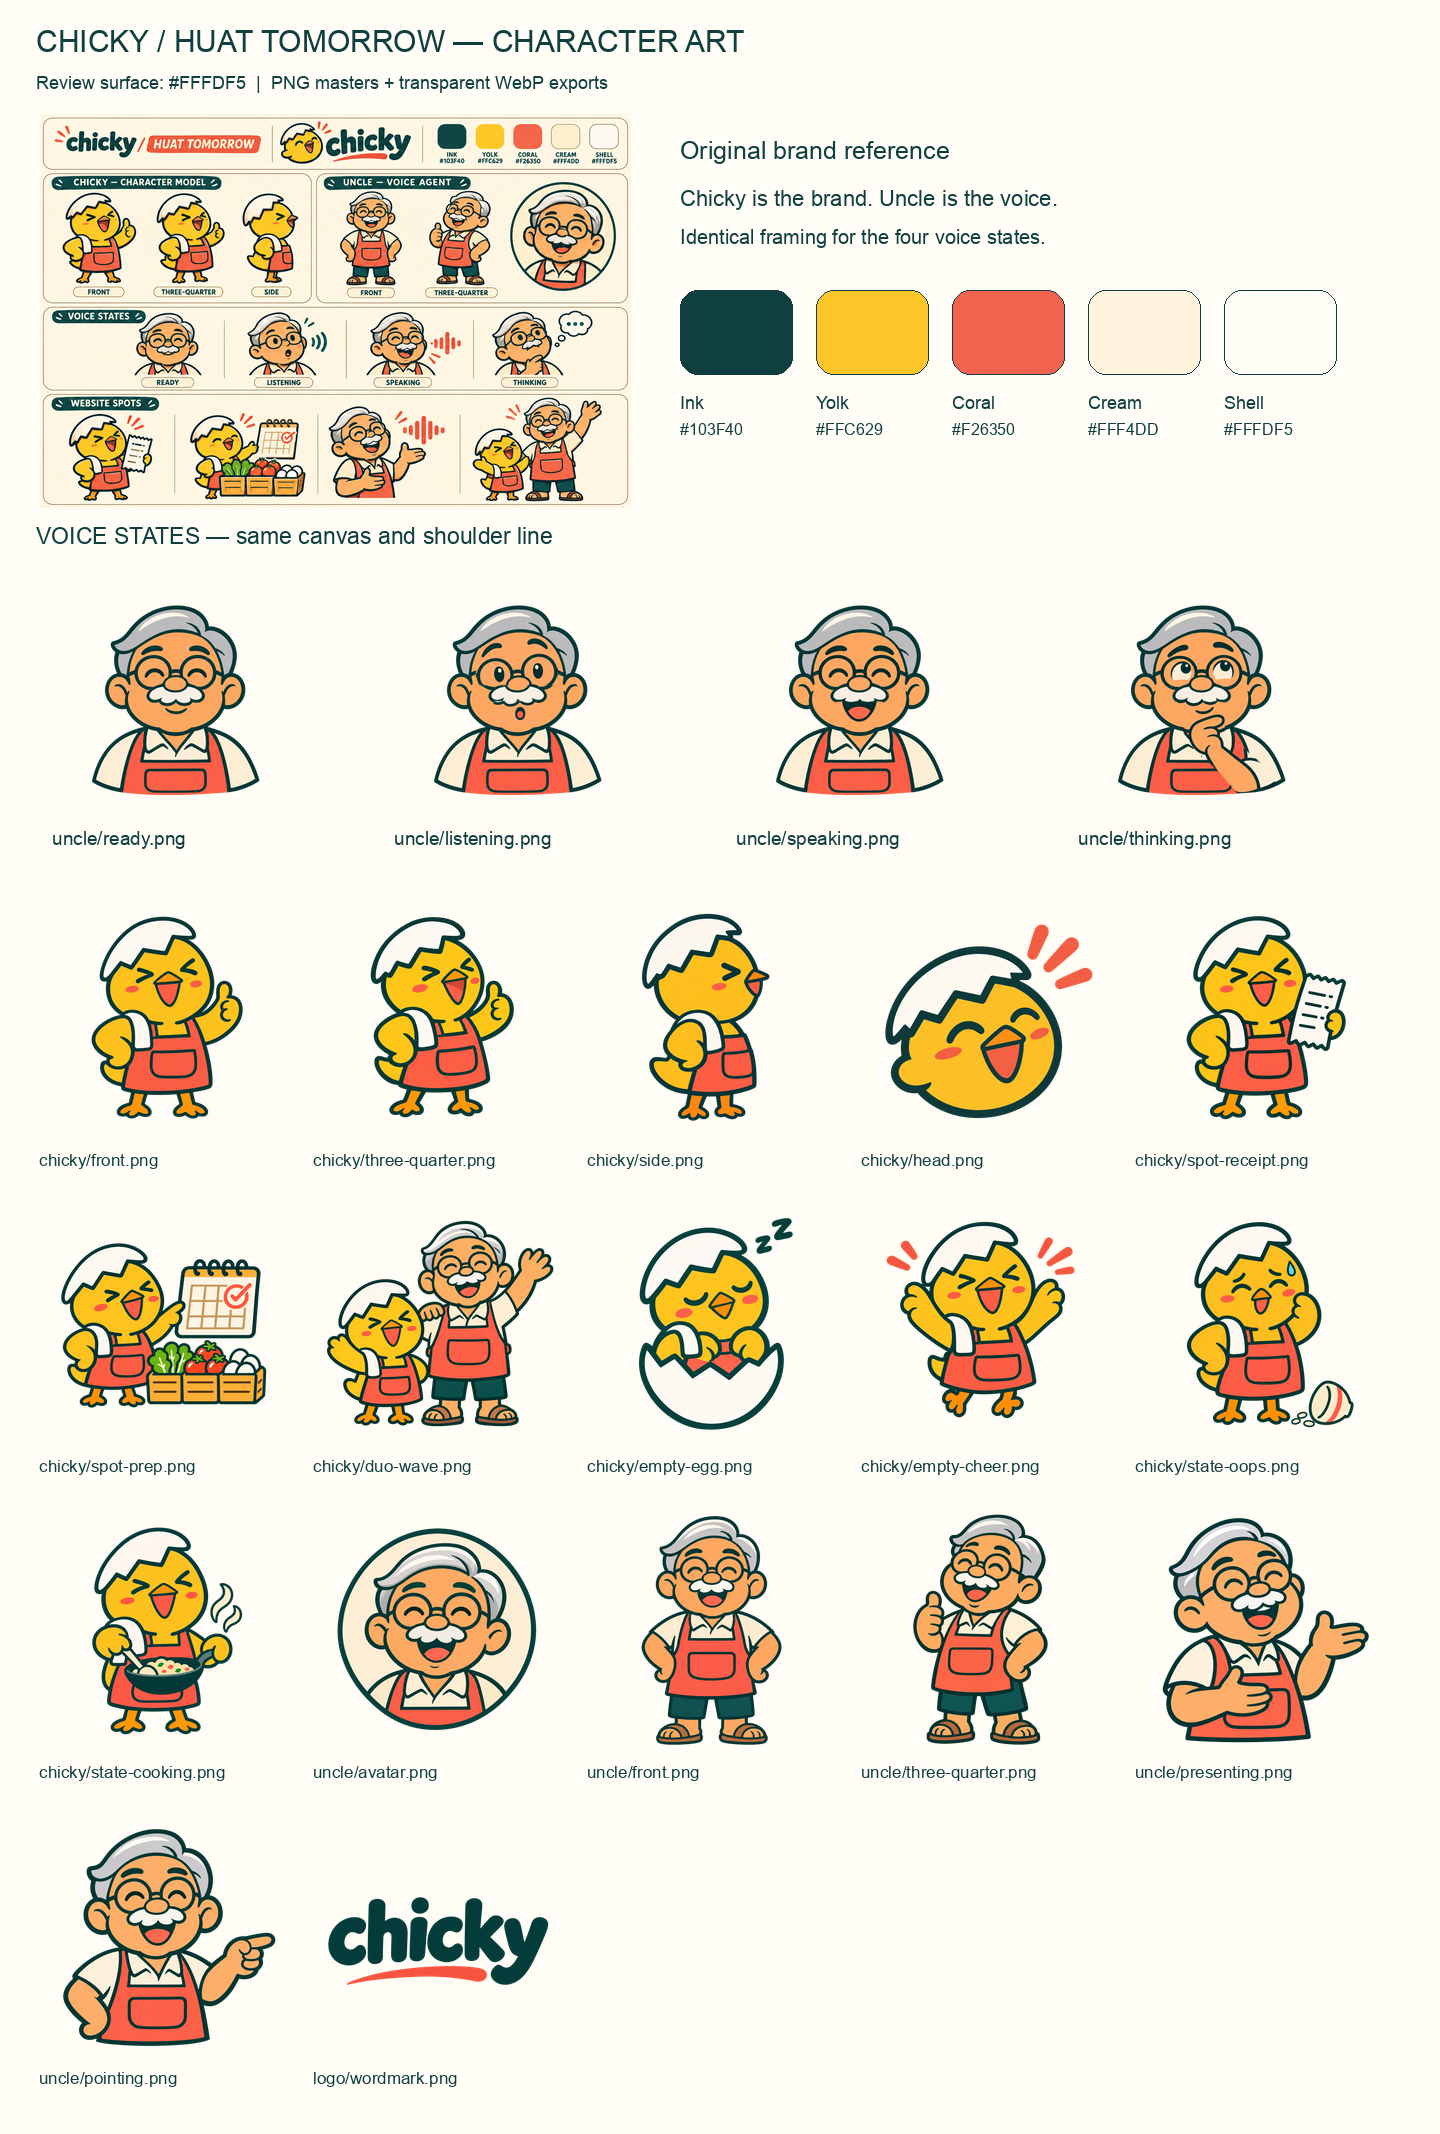 CHICKY / HUAT TOMORROW — CHARACTER ART
Review surface: #FFFDF5 | PNG masters + transparent WebP exports
chicky / HUAT TOMORROW
chicky
INK
#103F40
YOLK
#FFC629
CORAL
#F26350
CREAM
#FFF4DD
SHELL
#FFFDF5
CHICKY — CHARACTER MODEL
FRONT
THREE-QUARTER
SIDE
UNCLE — VOICE AGENT
FRONT
THREE-QUARTER
VOICE STATES
READY
LISTENING
SPEAKING
THINKING
WEBSITE SPOTS
Original brand reference
Chicky is the brand. Uncle is the voice.
Identical framing for the four voice states.
Ink
#103F40
Yolk
#FFC629
Coral
#F26350
Cream
#FFF4DD
Shell
#FFFDF5
VOICE STATES — same canvas and shoulder line
uncle/ready.png
uncle/listening.png
uncle/speaking.png
uncle/thinking.png
chicky/front.png
chicky/three-quarter.png
chicky/side.png
chicky/head.png
chicky/spot-receipt.png
zzz
chicky/spot-prep.png
chicky/duo-wave.png
chicky/empty-egg.png
chicky/empty-cheer.png
chicky/state-oops.png
chicky/state-cooking.png
uncle/avatar.png
uncle/front.png
uncle/three-quarter.png
uncle/presenting.png
chicky
uncle/pointing.png
logo/wordmark.png